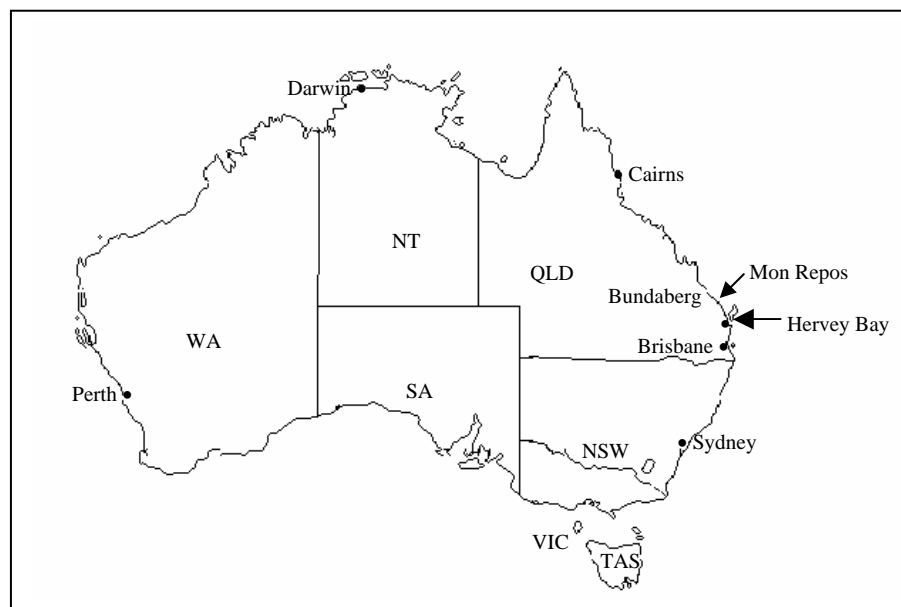 Darwin
Cairns
NT
QLD
Mon Repos
Bundaberg
Hervey Bay
WA
Brisbane
Perth
SA
Sydney
NSW
VIC
TAS